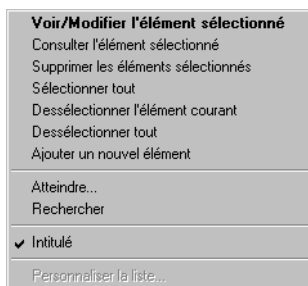 Voir/Modifier l'élément sélectionné
Consulter l'élément sélectionné
Supprimer les éléments sélectionnés
Sélectionner tout
Dessélectionner l'élément courant
Dessélectionner tout
Ajouter un nouvel élément
Atteindre...
Rechercher
Intitulé
Personnaliser la liste...